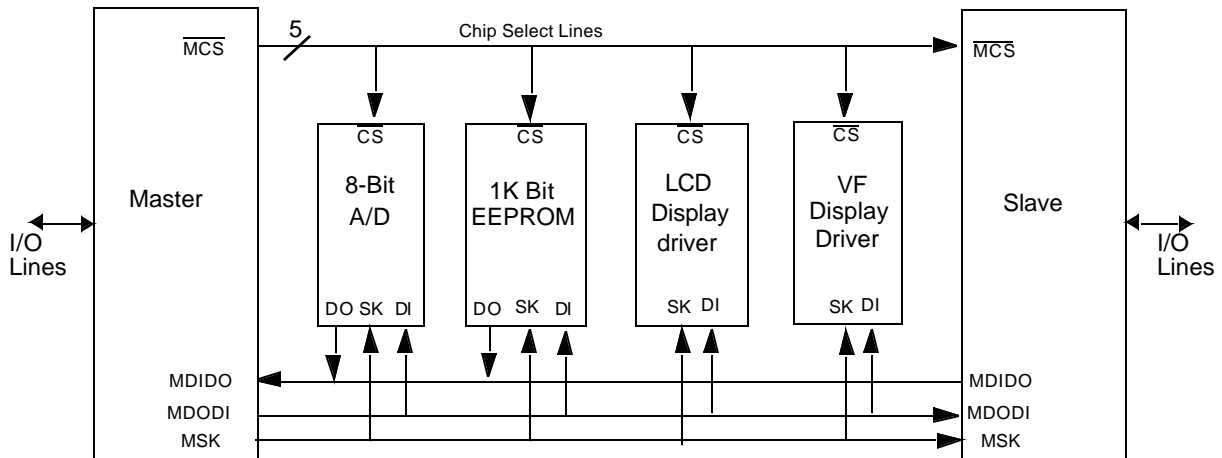 5
Chip Select Lines
MCS
MCS
CS
CS
CS
CS
8-Bit
A/D
1K Bit
EEPROM
LCD
Display
driver
VF
Display
Driver
Master
Slave
I/O
Lines
I/O
Lines
DO SK DI
DO SK DI
SK DI
SK DI
MDIDO
MDIDO
MDODI
MDODI
MSK
MSK